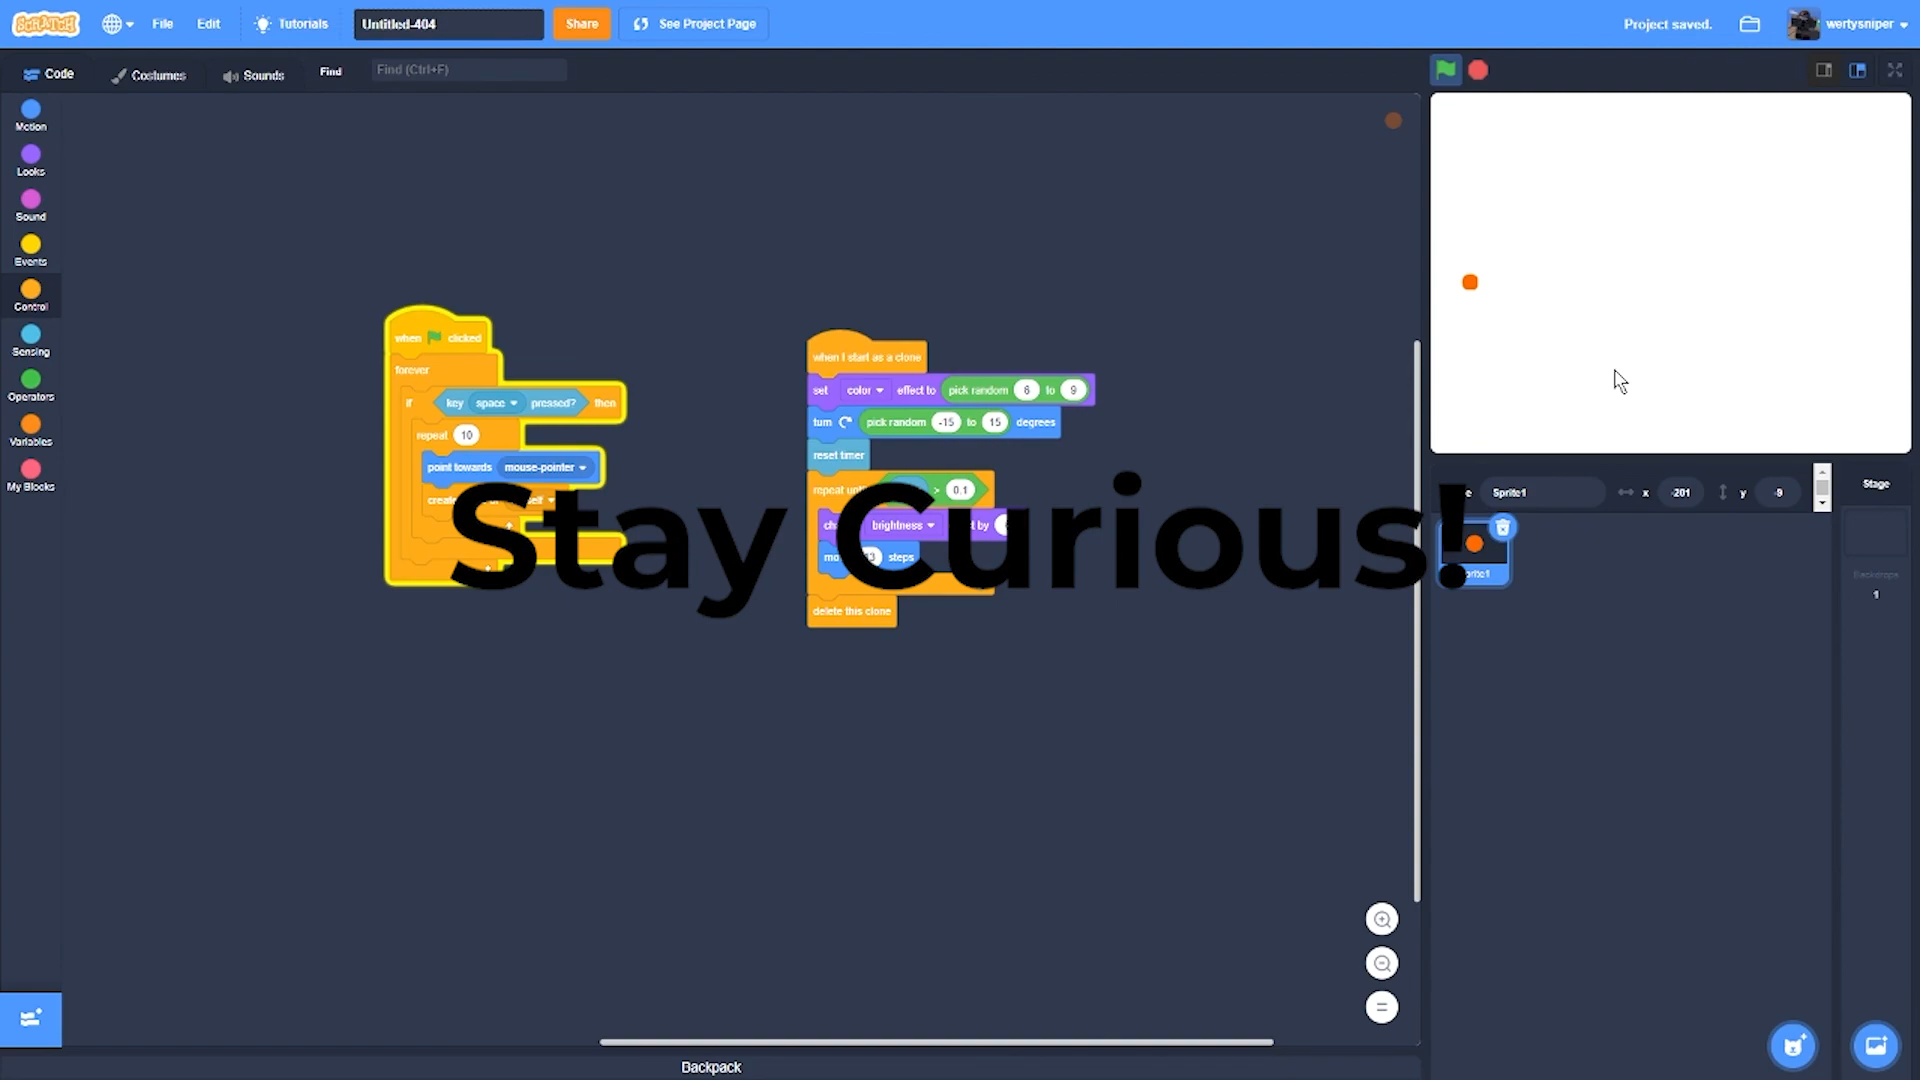 SCRATCH
File
Edit
Tutorials
Untitled-404
Share
See Project Page
Project saved.
wertysniper
Code
Costumes
Sounds
Find
Find (Ctrl+F)
Motion
Looks
Sound
Events
Control
Sensing
Operators
Variables
My Blocks
when clicked
forever
if key space pressed? then
repeat 10
point towards mouse-pointer
when I start as a clone
set color effect to pick random 6 to 9
turn pick random -15 to 15 degrees
reset timer
repeat > 0.1
brightness by
steps
delete this clone
Stay Curious!
Sprite1
x -201
y -9
Stage
Backdrops
1
Backpack